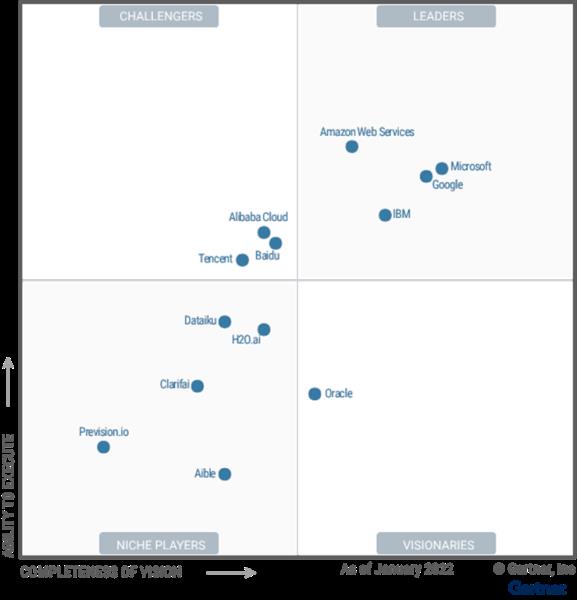 CHALLENGERS
LEADERS
Amazon Web Services
Microsoft
Google
IBM
Alibaba Cloud
Baidu
Tencent
Dataiku
H2O.ai
Clarifai
Oracle
Prevision.io
Aible
NICHE PLAYERS
VISIONARIES
ABILITY TO EXECUTE
COMPLETENESS OF VISION
As of January 2022
© Gartner, Inc
Gartner